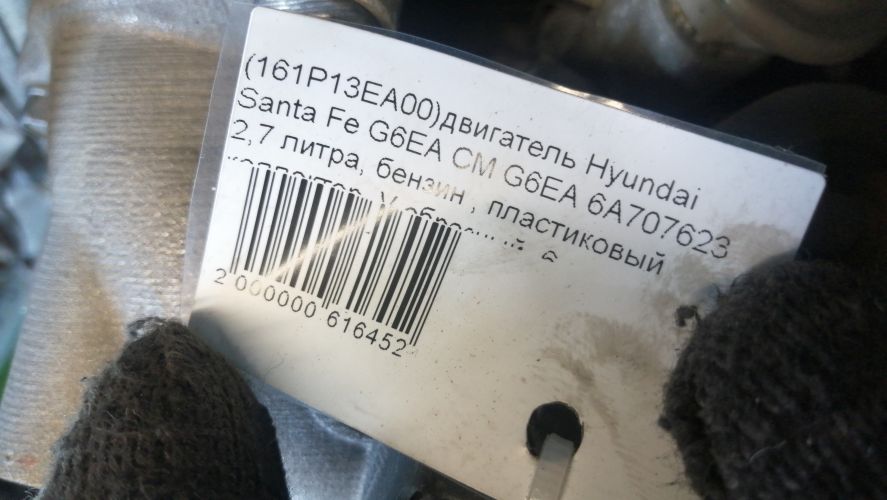 (161P13EA00)двигатель Hyundai
Santa Fe G6EA CM G6EA 6A707623
2,7 литра, бензин , пластиковый
2 000000 616452